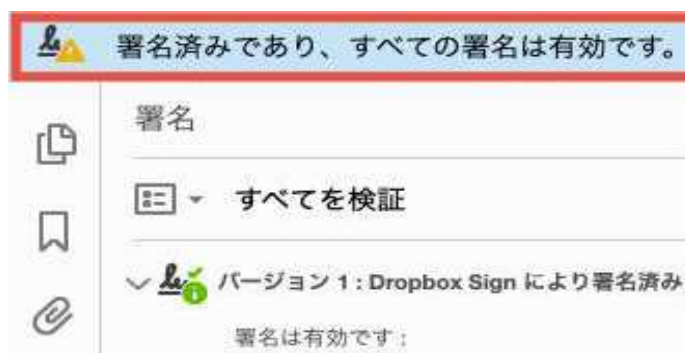 署名済みであり、すべての署名は有効です。
署名
すべてを検証
バージョン 1 : Dropbox Sign により署名済み
署名は有効です :